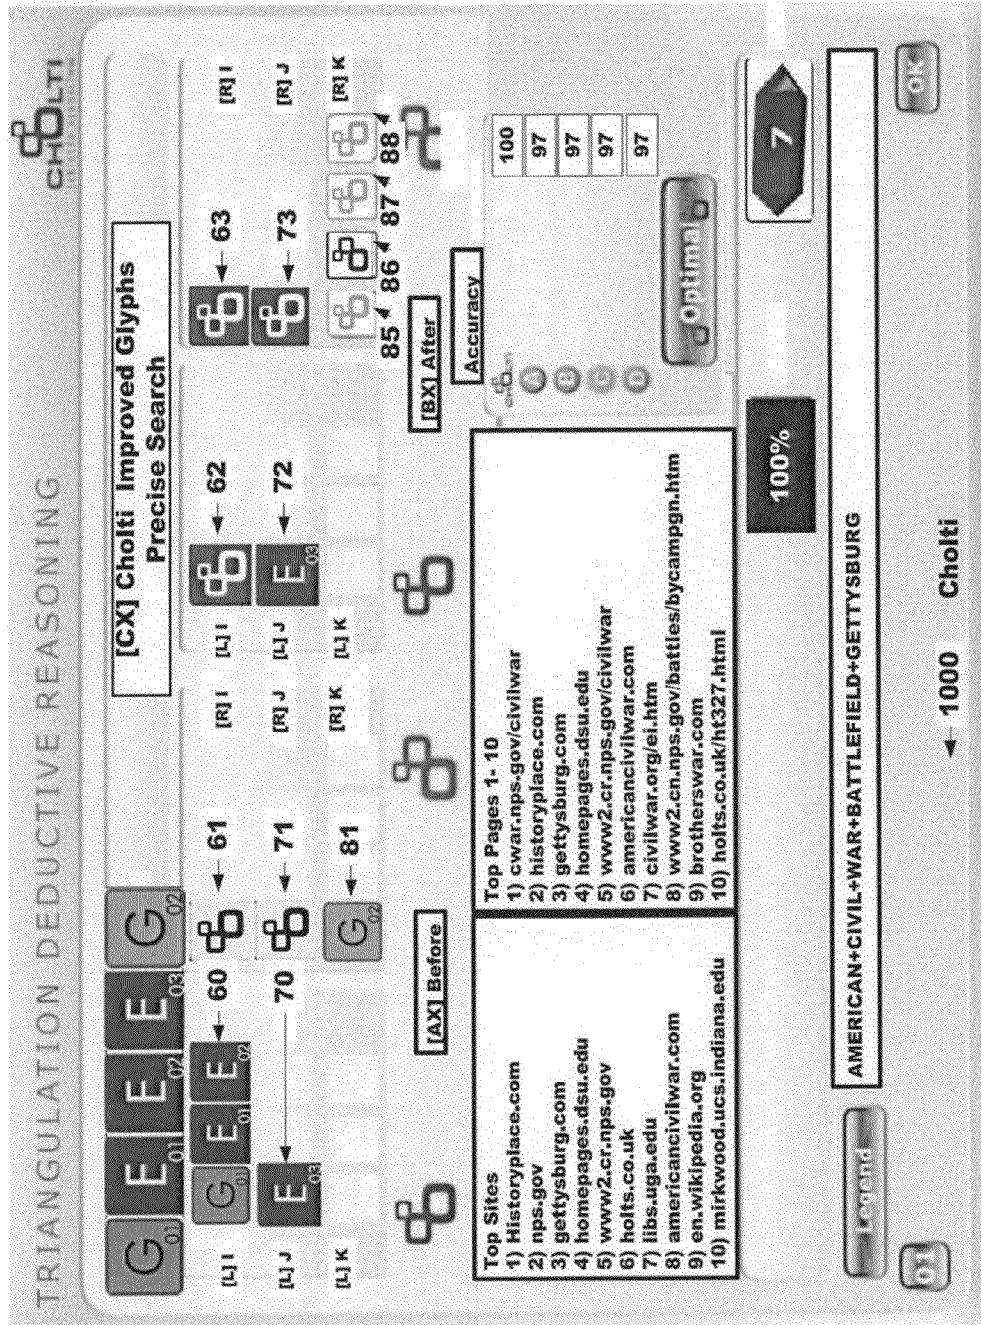 TRIANGULATION DEDUCTIVE REASONING
CHOLTI
[CX] Cholti Improved Glyphs
Precise Search
G 01
E 01
E 02
E 03
G 02
[L] I
G 01
E 01
E 02
60
61
[R] I
[L] I
62
63
[R] I
[L] J
E 03
70
71
[R] J
[L] J
E 03
72
73
[R] J
[L] K
G 02
81
[R] K
[L] K
85
86
87
88
[R] K
[AX] Before
[BX] After
Accuracy
Top Sites
1) Historyplace.com
2) nps.gov
3) gettysburg.com
4) homepages.dsu.edu
5) www2.cr.nps.gov
6) holts.co.uk
7) libs.uga.edu
8) americancivilwar.com
9) en.wikipedia.org
10) mirkwood.ucs.indiana.edu
Top Pages 1- 10
1) cwar.nps.gov/civilwar
2) historyplace.com
3) gettysburg.com
4) homepages.dsu.edu
5) www2.cr.nps.gov/civilwar
6) americancivilwar.com
7) civilwar.org/ei.htm
8) www2.cn.nps.gov/battles/bycampgn.htm
9) brotherswar.com
10) holts.co.uk/ht327.html
CHOLTI
100
A
97
B
97
C
97
D
97
Optimal
100%
7
Legend
AMERICAN+CIVIL+WAR+BATTLEFIELD+GETTYSBURG
OK
01
1000 Cholti